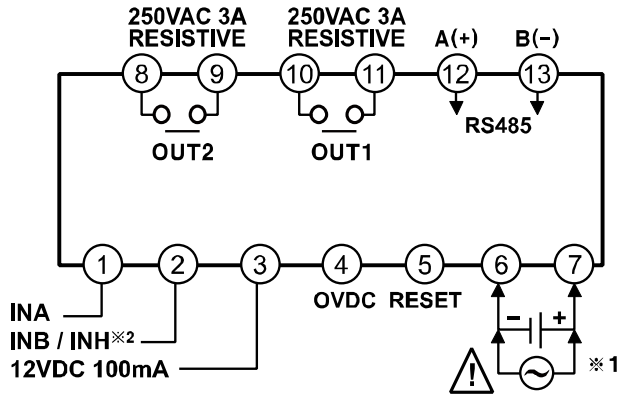 250VAC 3A 250VAC 3A
RESISTIVE RESISTIVE A(+) B(-)
8 9 10 11 12 13
RS485
OUT2 OUT1
1 2 3 4 5 6 7
OVDC RESET
INA
INB / INH※2
12VDC 100mA
- +
! ※1